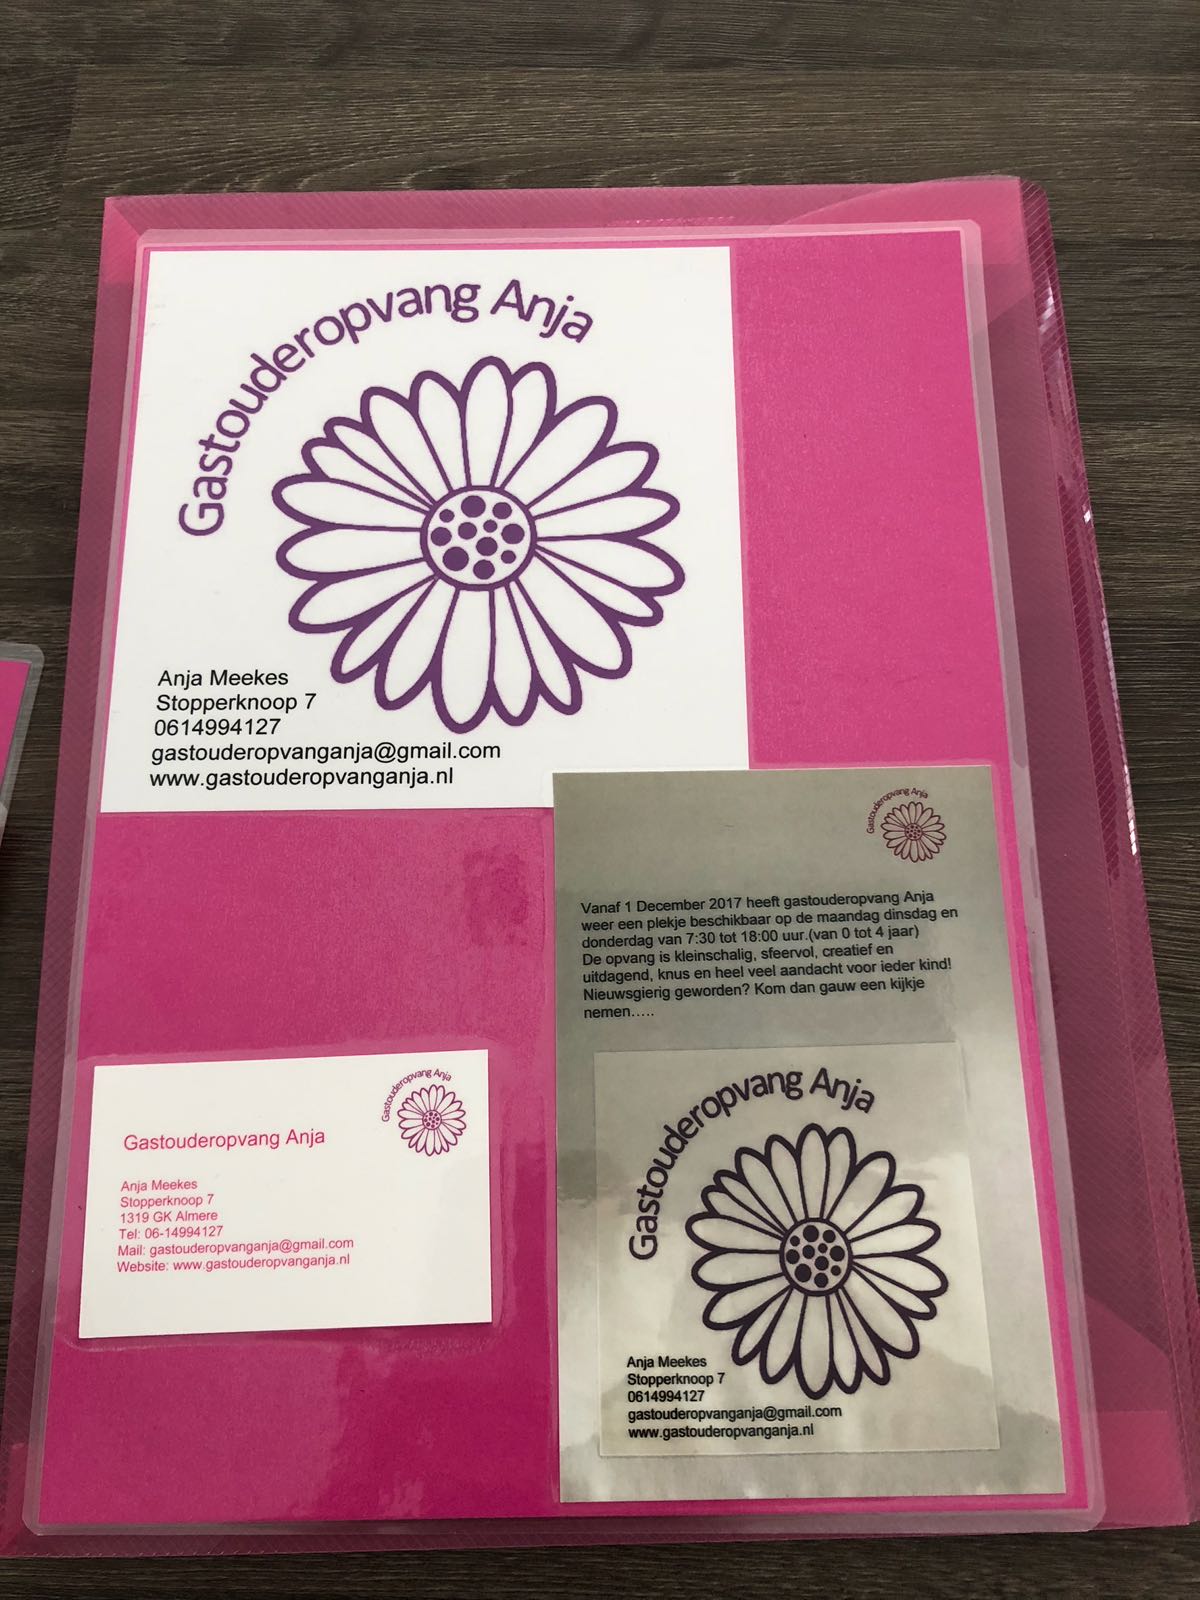 Gastouderopvang Anja
Anja Meekes
Stopperknoop 7
0614994127
gastouderopvanganja@gmail.com
www.gastouderopvanganja.nl
Gastouderopvang Anja
Vanaf 1 December 2017 heeft gastouderopvang Anja
weer een plekje beschikbaar op de maandag dinsdag en
donderdag van 7:30 tot 18:00 uur.(van 0 tot 4 jaar)
De opvang is kleinschalig, sfeervol, creatief en
uitdagend, knus en heel veel aandacht voor ieder kind!
Nieuwsgierig geworden? Kom dan gauw een kijkje
nemen.....
Gastouderopvang Anja
Anja Meekes
Stopperknoop 7
0614994127
gastouderopvanganja@gmail.com
www.gastouderopvanganja.nl
Gastouderopvang Anja
Gastouderopvang Anja
Anja Meekes
Stopperknoop 7
1319 GK Almere
Tel: 06-14994127
Mail: gastouderopvanganja@gmail.com
Website: www.gastouderopvanganja.nl